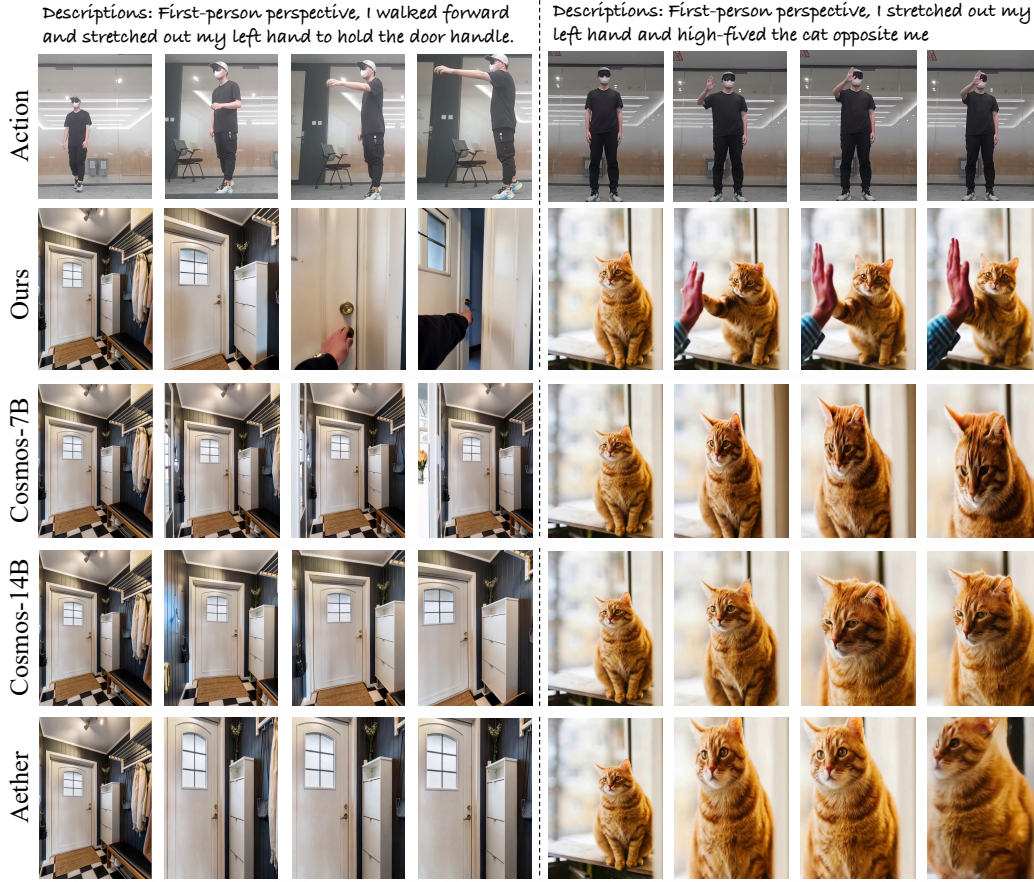 Descriptions: First-person perspective, I walked forward
and stretched out my left hand to hold the door handle.
Descriptions: First-person perspective, I stretched out my
left hand and high-fived the cat opposite me
Action
Ours
Cosmos-7B
Cosmos-14B
Aether